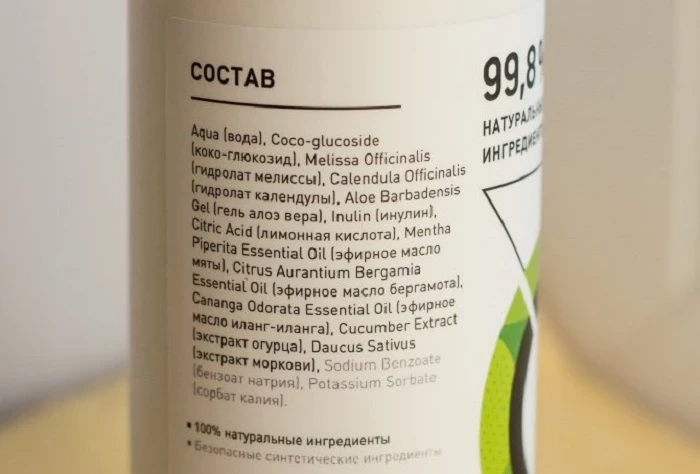 СОСТАВ
Aqua (вода), Coco-glucoside
(коко-глюкозид), Melissa Officinalis
(гидролат мелиссы), Calendula Officinalis
(гидролат календулы), Aloe Barbadensis
Gel (гель алоэ вера), Inulin (инулин),
Citric Acid (лимонная кислота), Mentha
Piperita Essential Oil (эфирное масло
мяты), Citrus Aurantium Bergamia
Essential Oil (эфирное масло бергамота),
Cananga Odorata Essential Oil (эфирное
масло иланг-иланга), Cucumber Extract
(экстракт огурца), Daucus Sativus
(экстракт моркови), Sodium Benzoate
(бензоат натрия), Potassium Sorbate
(сорбат калия).
• 100% натуральные ингредиенты
• Безопасные синтетические ингредиенты
99,8%